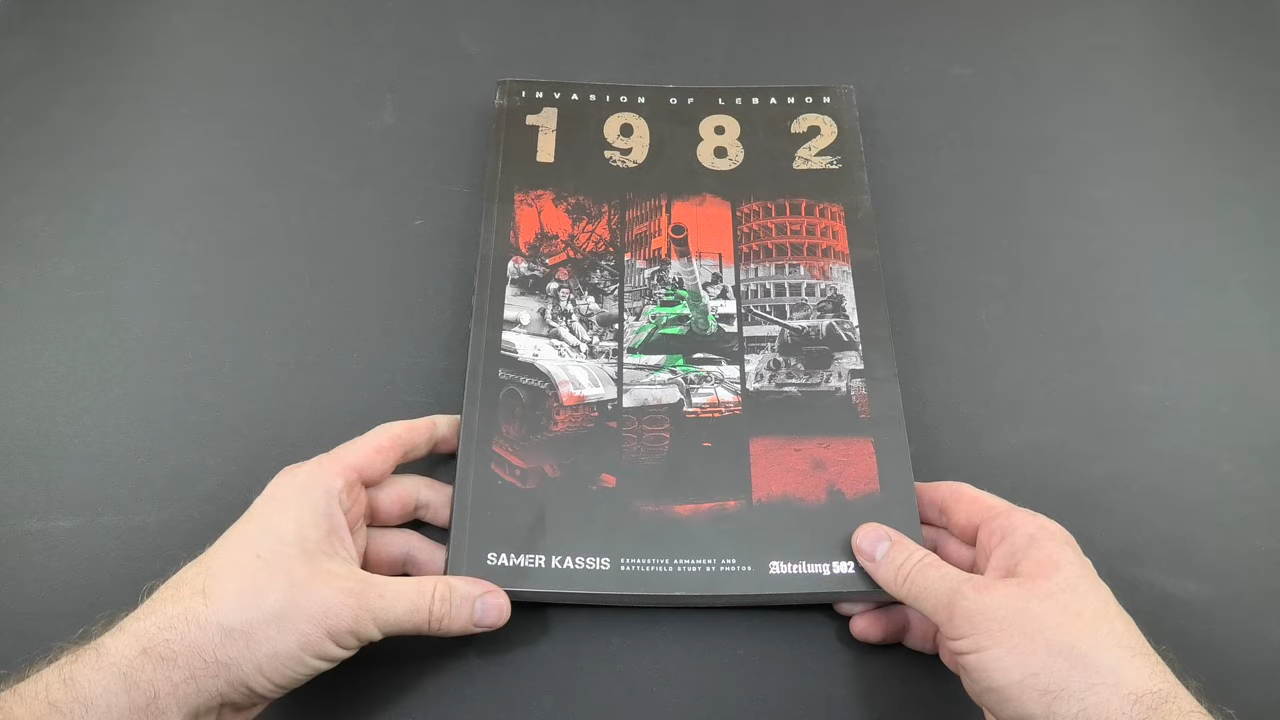 INVASION OF LEBANON
1982
SAMER KASSIS
EXHAUSTIVE ARMAMENT AND
BATTLEFIELD STUDY BY PHOTOS.
Abteilung 502